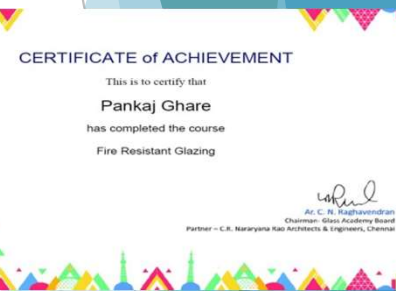 CERTIFICATE of ACHIEVEMENT
This is to certify that
Pankaj Ghare
has completed the course
Fire Resistant Glazing
Ar. C. N. Raghavendran
Chairman- Glass Academy Board
Partner – C.R. Nararyana Rao Architects & Engineers, Chennai